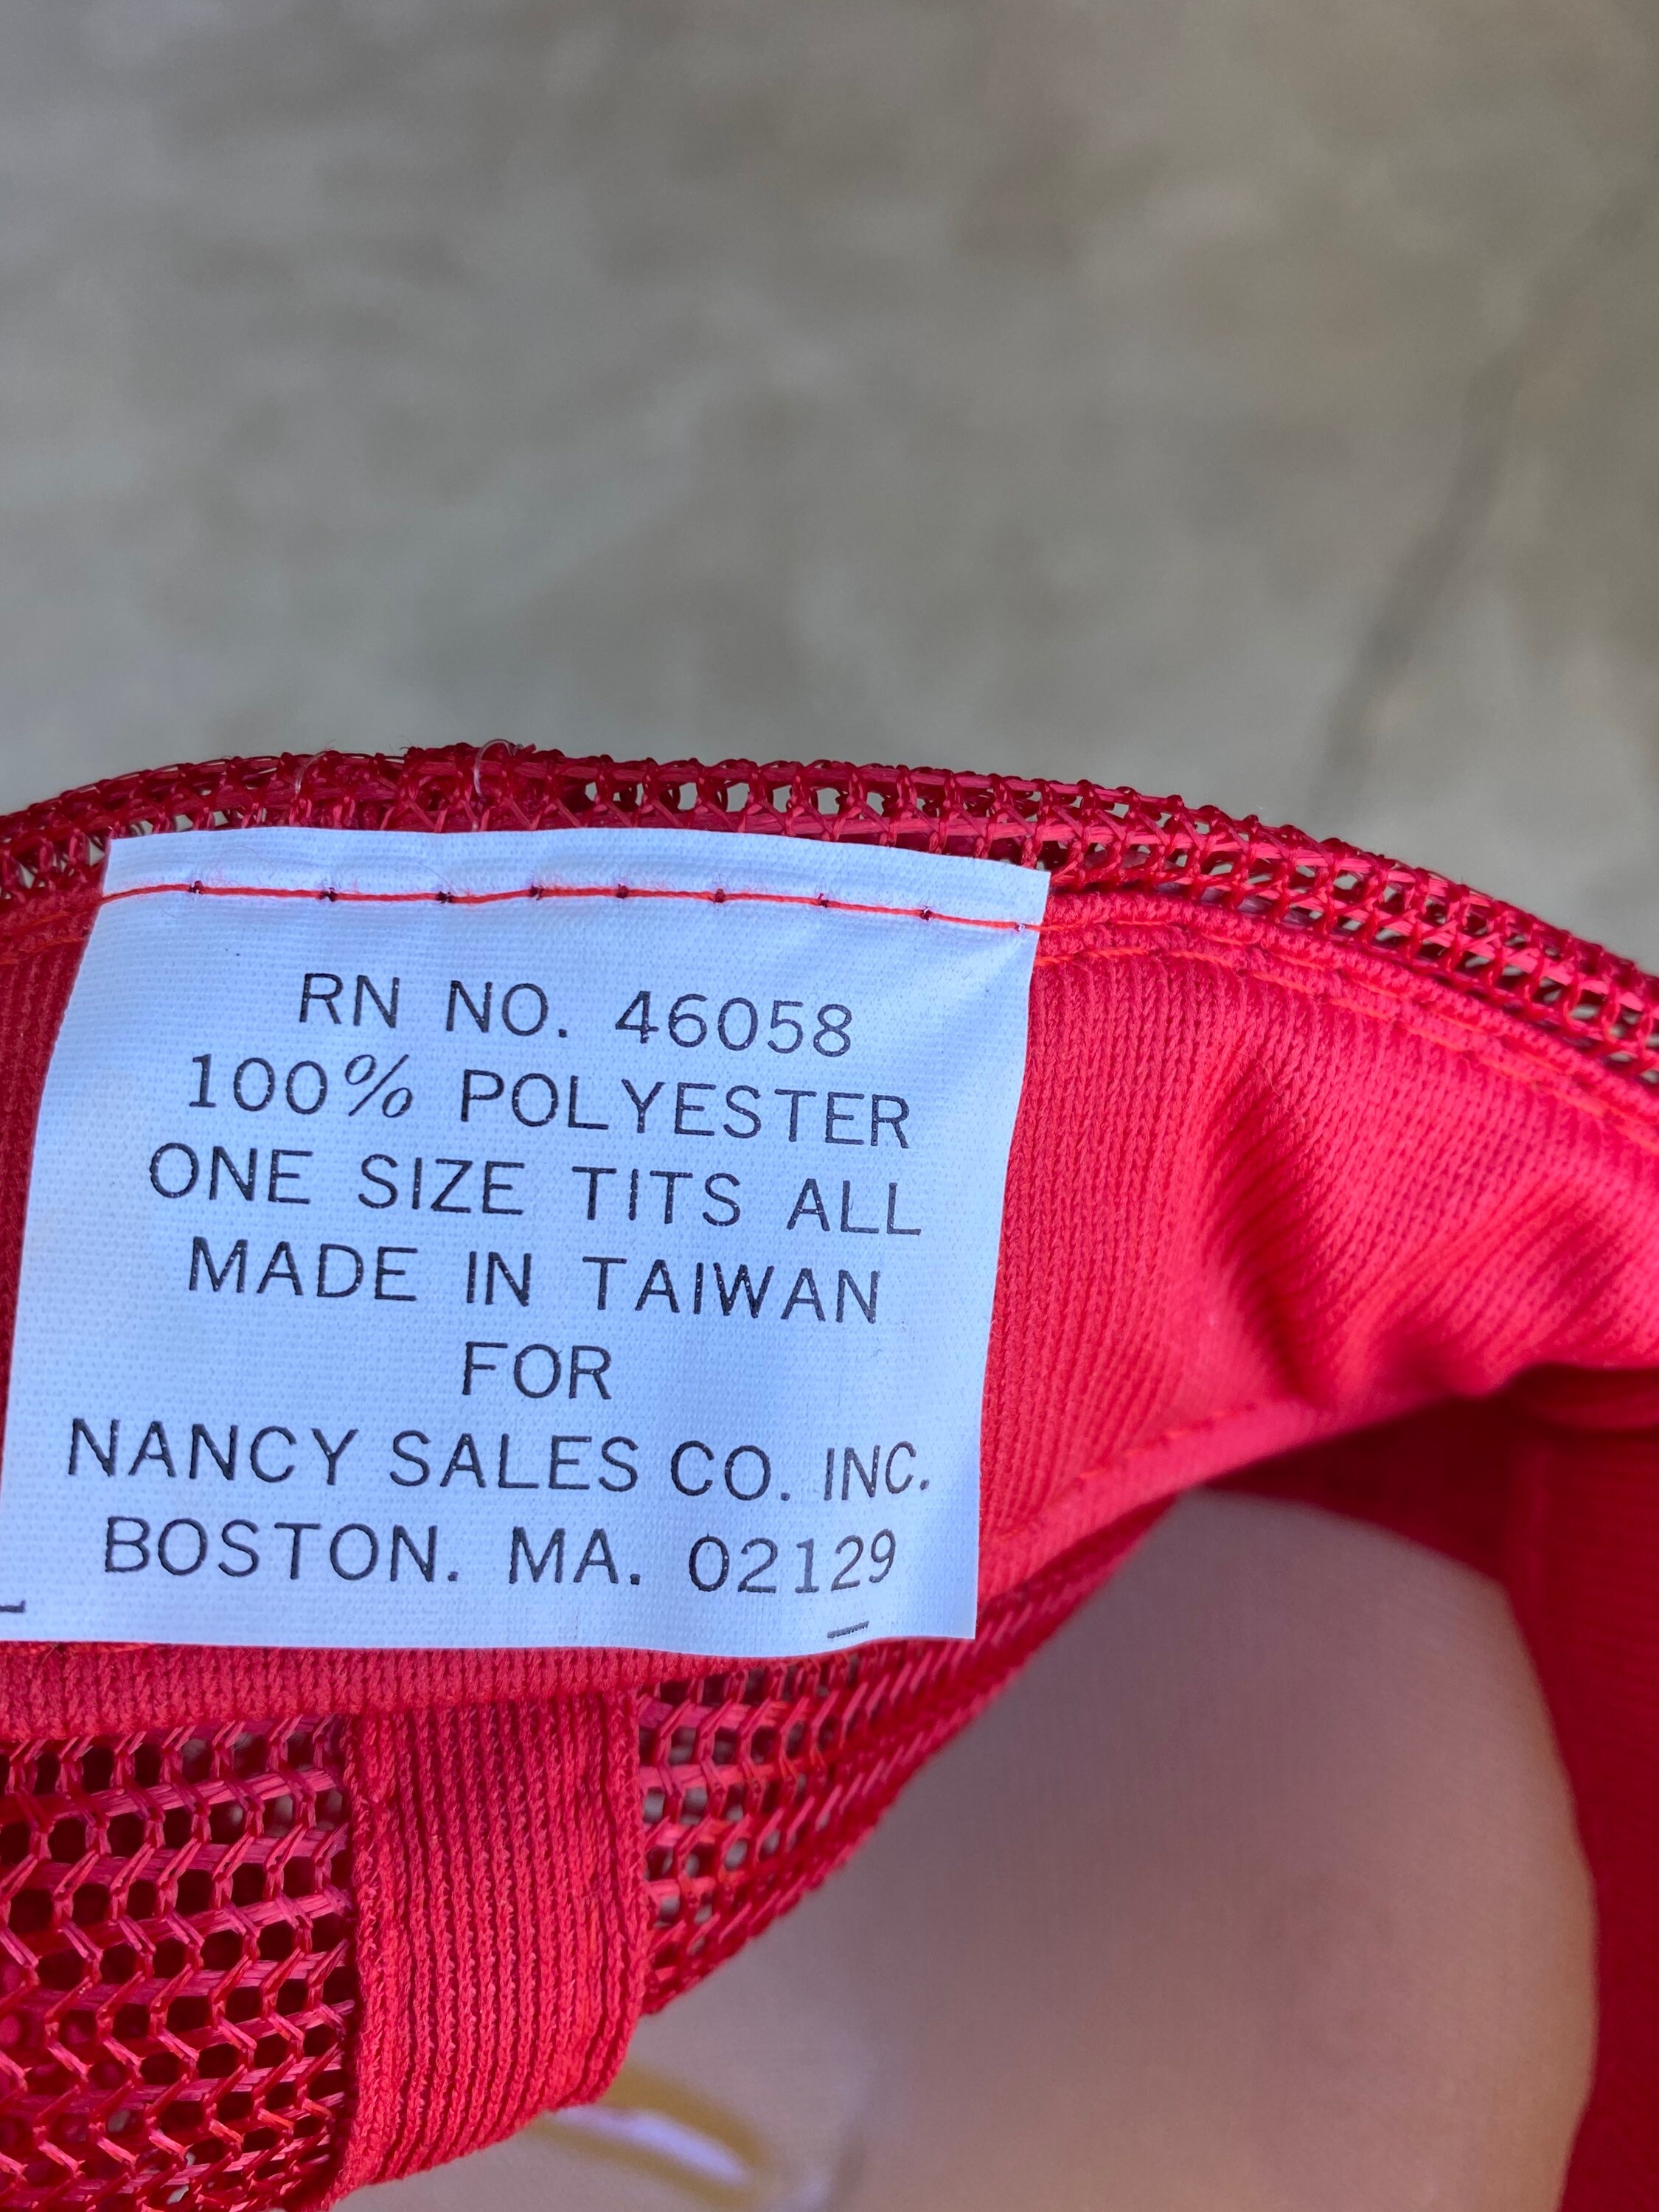 RN NO. 46058
100% POLYESTER
ONE SIZE TITS ALL
MADE IN TAIWAN
FOR
NANCY SALES CO. INC.
BOSTON. MA. 02129